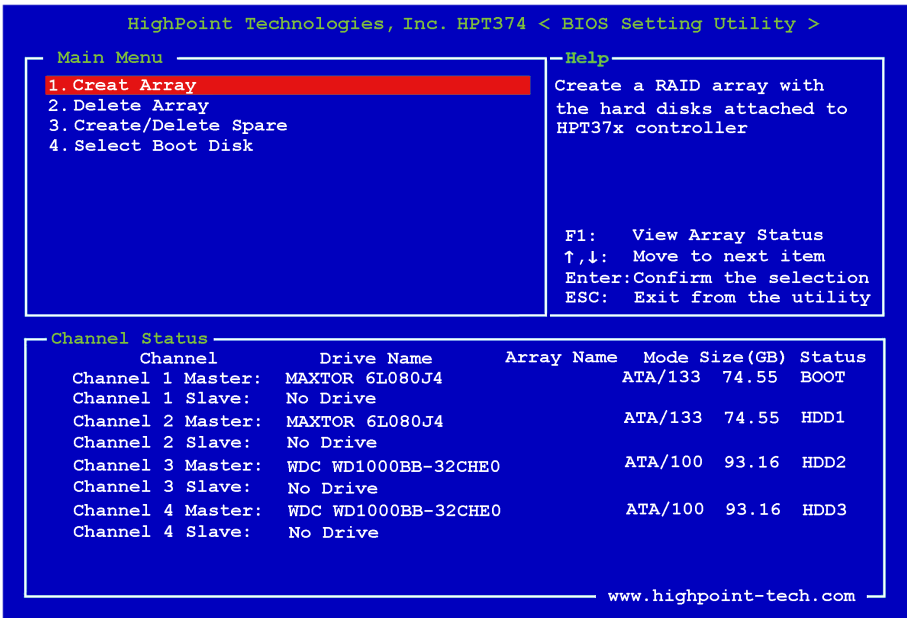 HighPoint Technologies, Inc. HPT374 < BIOS Setting Utility >
Main Menu
1. Creat Array
2. Delete Array
3. Create/Delete Spare
4. Select Boot Disk
Help
Create a RAID array with
the hard disks attached to
HPT37x controller
F1: View Array Status
↑,↓: Move to next item
Enter:Confirm the selection
ESC: Exit from the utility
Channel Status
Channel Drive Name Array Name Mode Size(GB) Status
Channel 1 Master: MAXTOR 6L080J4 ATA/133 74.55 BOOT
Channel 1 Slave: No Drive
Channel 2 Master: MAXTOR 6L080J4 ATA/133 74.55 HDD1
Channel 2 Slave: No Drive
Channel 3 Master: WDC WD1000BB-32CHE0 ATA/100 93.16 HDD2
Channel 3 Slave: No Drive
Channel 4 Master: WDC WD1000BB-32CHE0 ATA/100 93.16 HDD3
Channel 4 Slave: No Drive
www.highpoint-tech.com